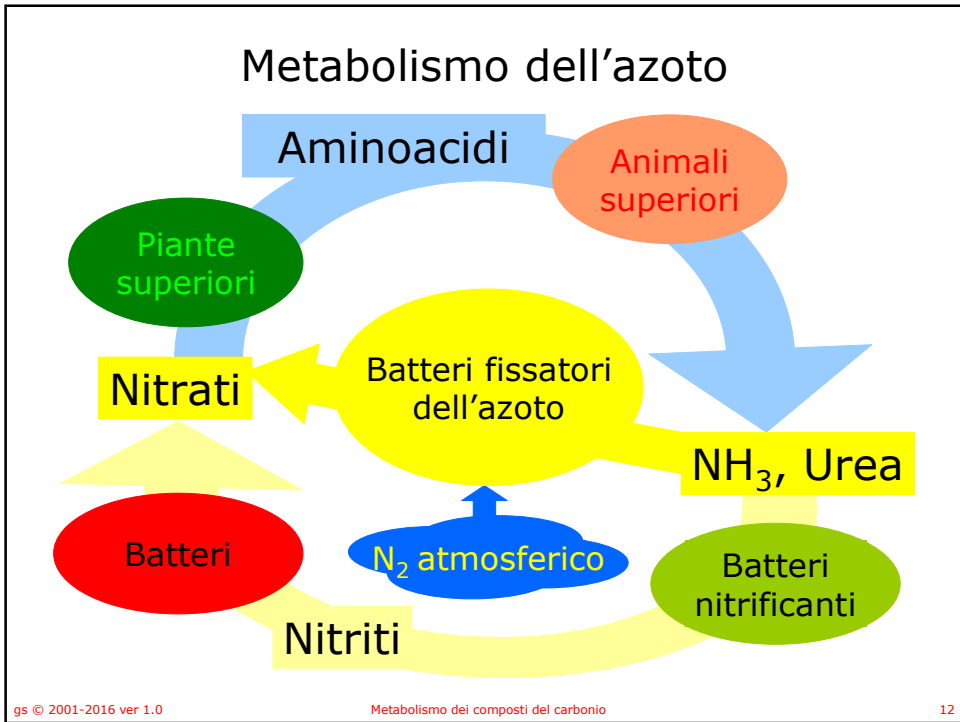 Metabolismo dell'azoto
Aminoacidi
Animali
superiori
Piante
superiori
Batteri fissatori
dell'azoto
Nitrati
NH₃, Urea
Batteri
N₂ atmosferico
Batteri
nitrificanti
Nitriti
gs © 2001-2016 ver 1.0
Metabolismo dei composti del carbonio
12